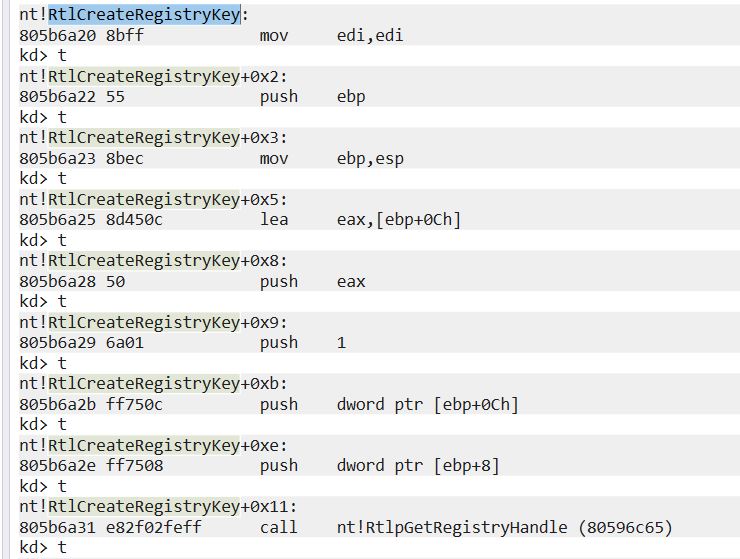 nt!RtlCreateRegistryKey:
805b6a20 8bff            mov     edi,edi
kd> t
nt!RtlCreateRegistryKey+0x2:
805b6a22 55              push    ebp
kd> t
nt!RtlCreateRegistryKey+0x3:
805b6a23 8bec            mov     ebp,esp
kd> t
nt!RtlCreateRegistryKey+0x5:
805b6a25 8d450c          lea     eax,[ebp+0Ch]
kd> t
nt!RtlCreateRegistryKey+0x8:
805b6a28 50              push    eax
kd> t
nt!RtlCreateRegistryKey+0x9:
805b6a29 6a01            push    1
kd> t
nt!RtlCreateRegistryKey+0xb:
805b6a2b ff750c          push    dword ptr [ebp+0Ch]
kd> t
nt!RtlCreateRegistryKey+0xe:
805b6a2e ff7508          push    dword ptr [ebp+8]
kd> t
nt!RtlCreateRegistryKey+0x11:
805b6a31 e82f02feff      call    nt!RtlpGetRegistryHandle (80596c65)
kd> t